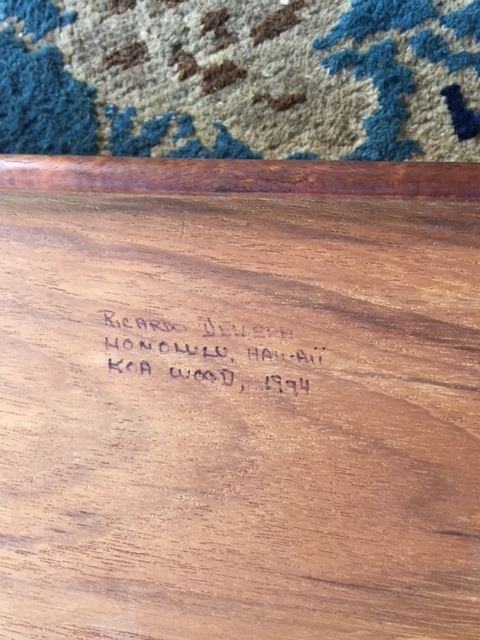 RICARDO
HONOLULU, HAWAII
KOA WOOD, 1994